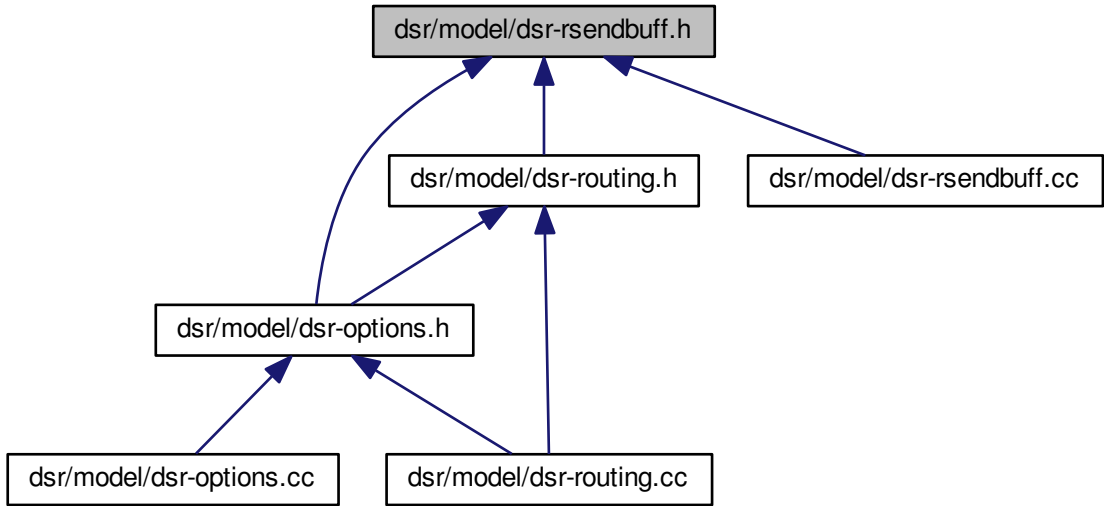 dsr/model/dsr-rsendbuff.h
dsr/model/dsr-routing.h
dsr/model/dsr-rsendbuff.cc
dsr/model/dsr-options.h
dsr/model/dsr-options.cc
dsr/model/dsr-routing.cc